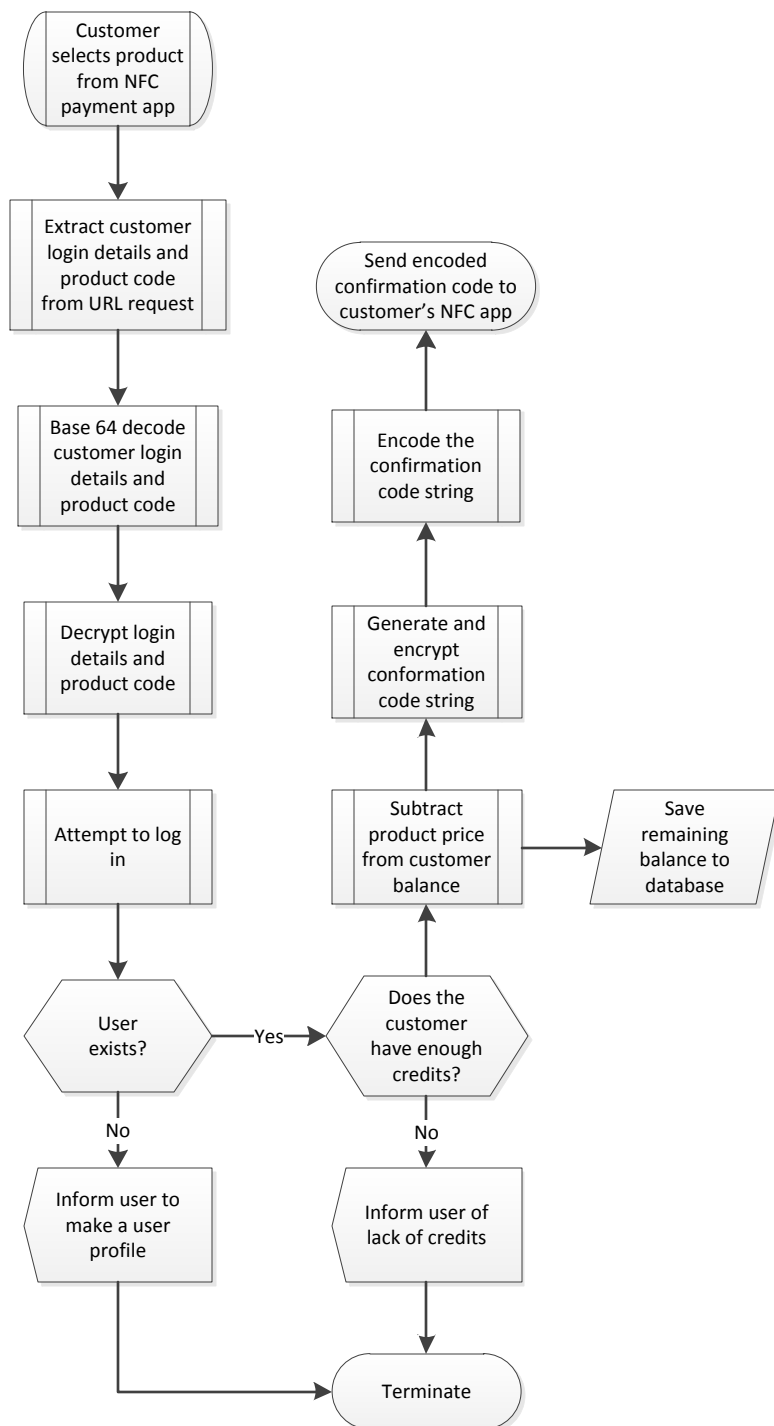 Customer
selects product
from NFC
payment app
Extract customer
login details and
product code
from URL request
Base 64 decode
customer login
details and
product code
Decrypt login
details and
product code
Attempt to log
in
User
exists?
Yes
No
Inform user to
make a user
profile
Send encoded
confirmation code to
customer’s NFC app
Encode the
confirmation
code string
Generate and
encrypt
conformation
code string
Subtract
product price
from customer
balance
Save
remaining
balance to
database
Does the
customer
have enough
credits?
No
Inform user of
lack of credits
Terminate